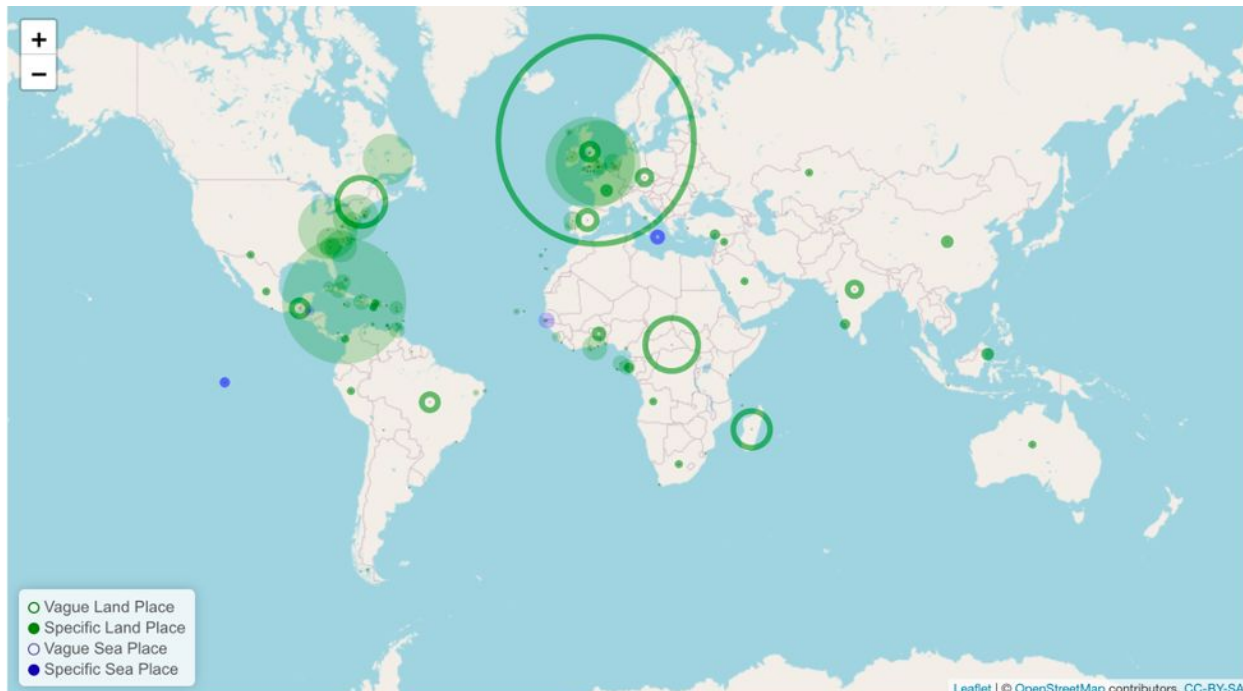 +
−
Vague Land Place
Specific Land Place
Vague Sea Place
Specific Sea Place
Leaflet | © OpenStreetMap contributors, CC-BY-SA